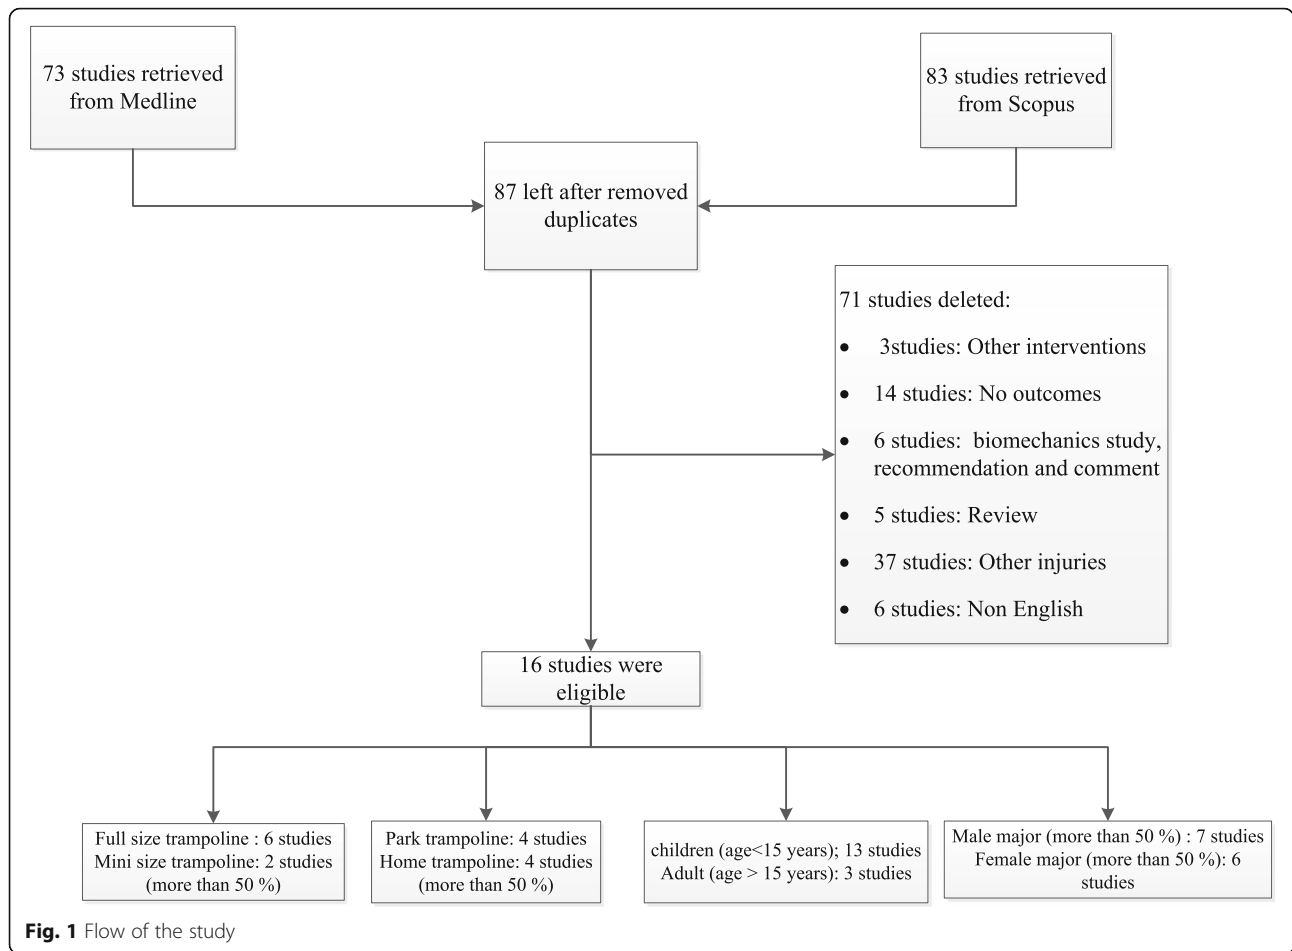 73 studies retrieved
from Medline
83 studies retrieved
from Scopus
87 left after removed
duplicates
71 studies deleted:
• 3studies: Other interventions
• 14 studies: No outcomes
• 6 studies: biomechanics study,
recommendation and comment
• 5 studies: Review
• 37 studies: Other injuries
• 6 studies: Non English
16 studies were
eligible
Full size trampoline : 6 studies
Mini size trampoline: 2 studies
(more than 50 %)
Park trampoline: 4 studies
Home trampoline: 4 studies
(more than 50 %)
children (age<15 years); 13 studies
Adult (age > 15 years): 3 studies
Male major (more than 50 %) : 7 studies
Female major (more than 50 %): 6
studies
Fig. 1 Flow of the study